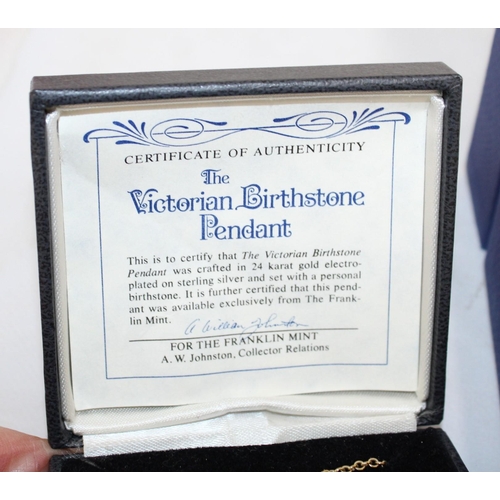 CERTIFICATE OF AUTHENTICITY
The
Victorian Birthstone
Pendant
This is to certify that The Victorian Birthstone
Pendant was crafted in 24 karat gold electro-
plated on sterling silver and set with a personal
birthstone. It is further certified that this pend-
ant was available exclusively from The Frank-
lin Mint.
A William Johnston
FOR THE FRANKLIN MINT
A. W. Johnston, Collector Relations